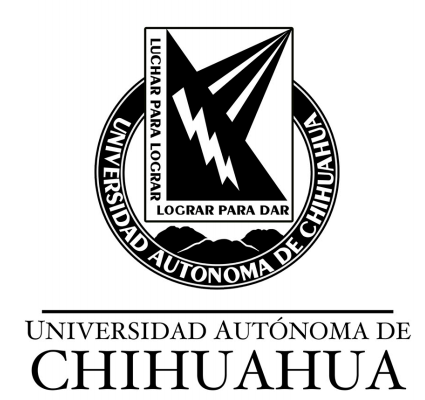 LUCHAR PARA LOGRAR
LOGRAR PARA DAR
UNIVERSIDAD AUTONOMA DE CHIHUAHUA
UNIVERSIDAD AUTÓNOMA DE
CHIHUAHUA